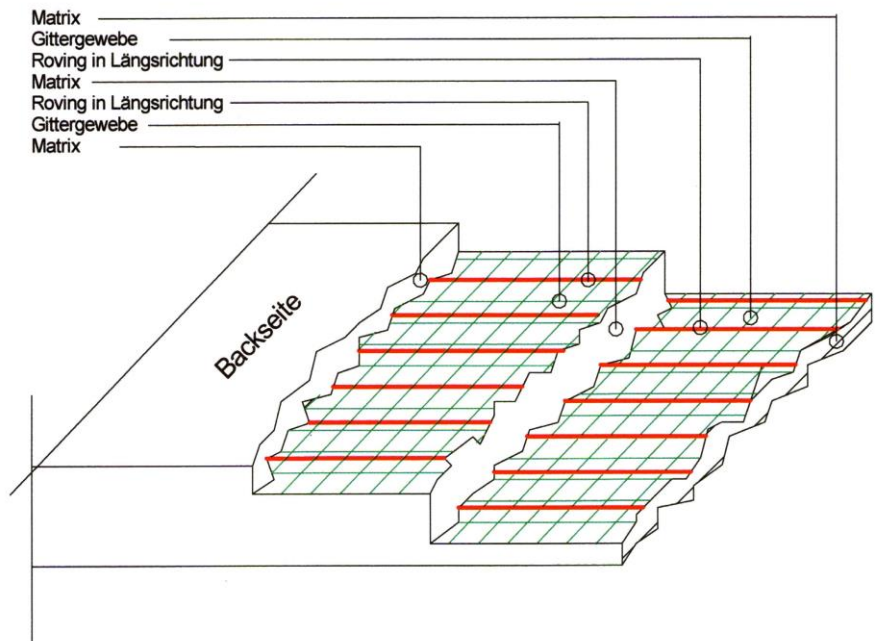 Matrix
Gittergewebe
Roving in Längsrichtung
Matrix
Roving in Längsrichtung
Gittergewebe
Matrix
Backseite